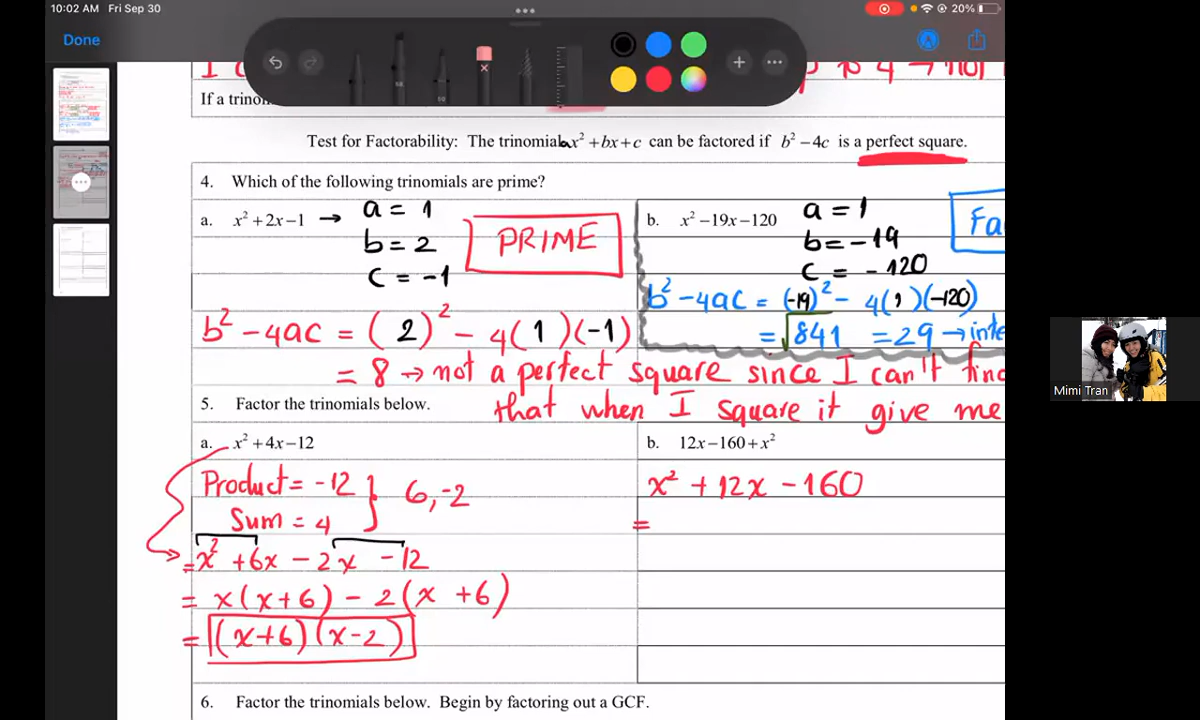 10:02 AM Fri Sep 30
20%
Done
If a trinom
Test for Factorability: The trinomial ax² + bx + c can be factored if b² − 4c is a perfect square.
4. Which of the following trinomials are prime?
a. x² + 2x − 1 → a = 1
b = 2
c = -1
PRIME
b² - 4ac = (2)² - 4(1)(-1)
= 8 → not a perfect square since I can't find
that when I square it give me
b. x² − 19x − 120
a = 1
b = -19
c = -120
Fa
b² - 4ac = (-19)² - 4(1)(-120)
= √841 = 29 → inte
5. Factor the trinomials below.
a. x² + 4x − 12
Product = -12 } 6, -2
Sum = 4
= x² + 6x - 2x - 12
= x(x+6) - 2(x +6)
= (x+6)(x-2)
b. 12x − 160 + x²
x² + 12x - 160
=
6. Factor the trinomials below. Begin by factoring out a GCF.
Mimi Tran